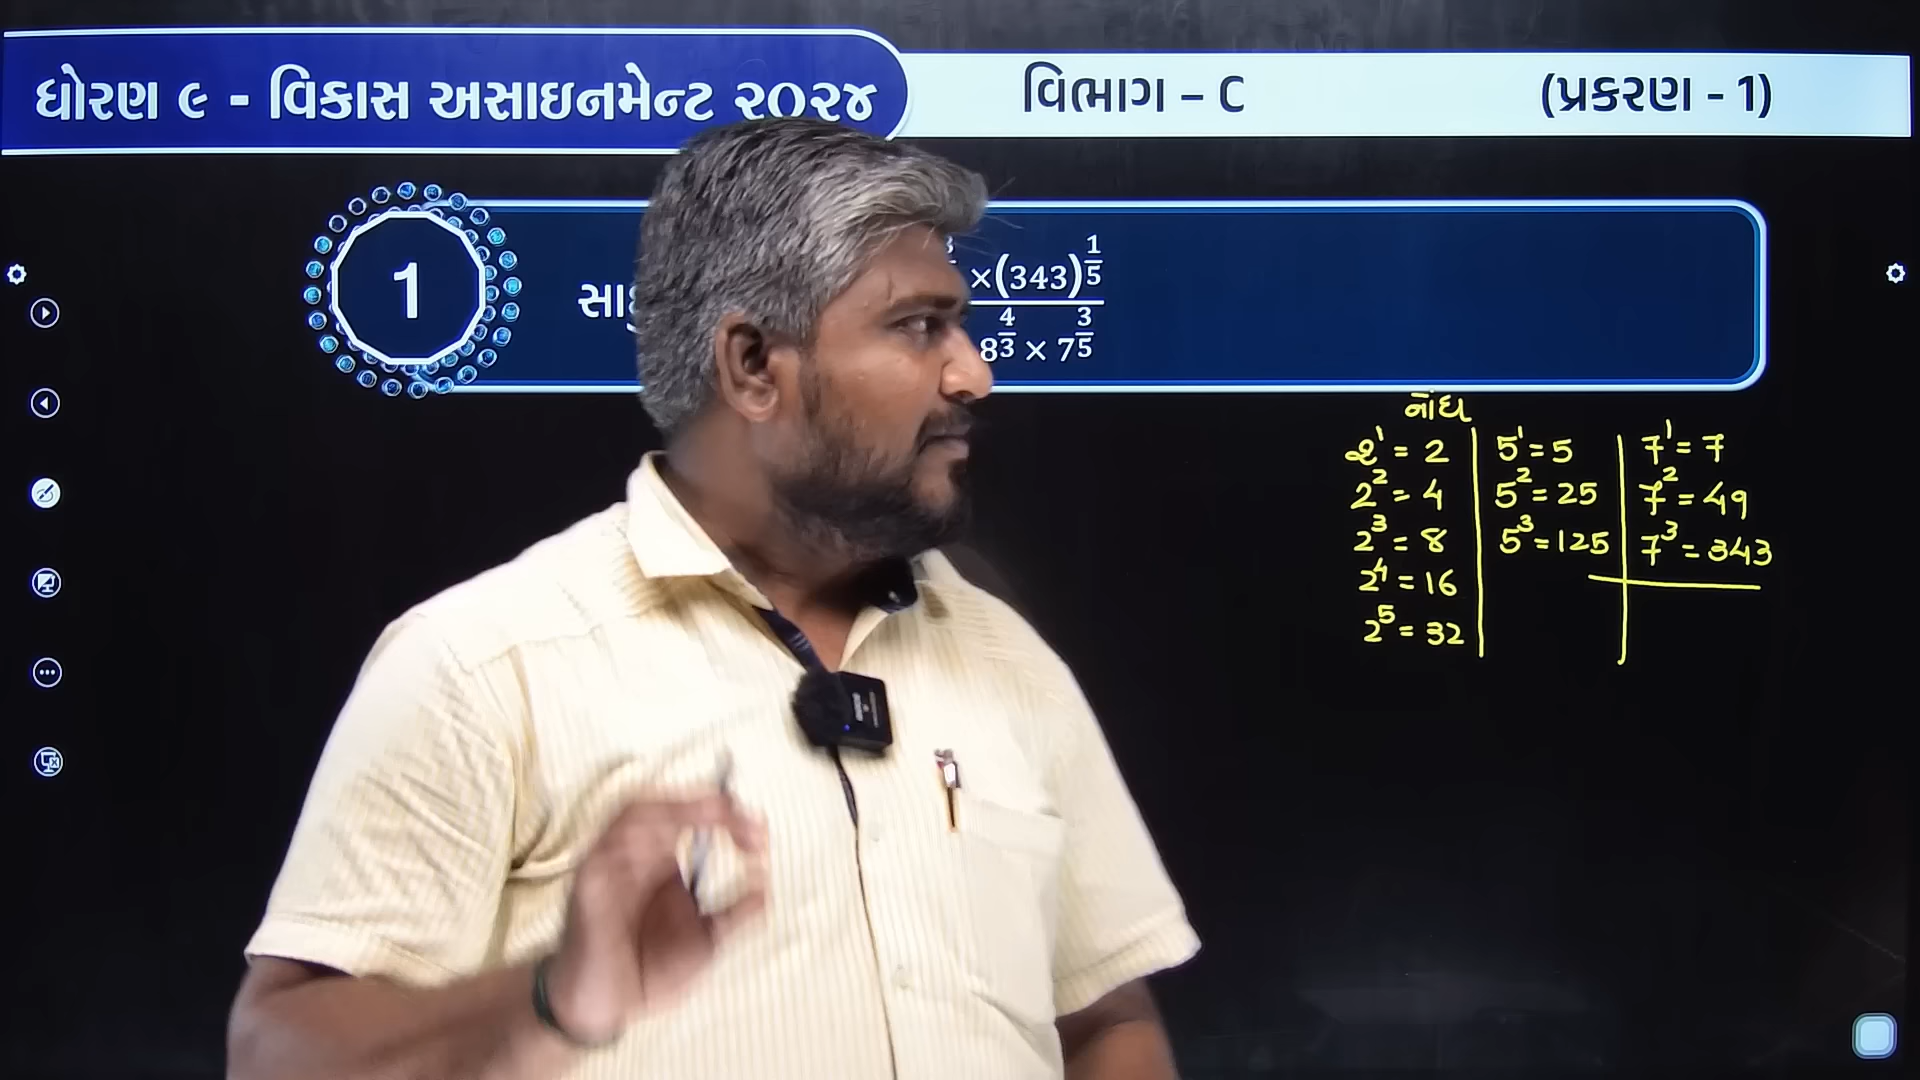 ધોરણ ૯ - વિકાસ અસાઇનમેન્ટ ૨૦૨૪
વિભાગ – C
(પ્રકરણ - 1)
1
×(343)^(1/5)
8^(4/3) × 7^(3/5)
નોંધ
2¹ = 2
2² = 4
2³ = 8
2⁴ = 16
2⁵ = 32
5¹ = 5
5² = 25
5³ = 125
7¹ = 7
7² = 49
7³ = 343